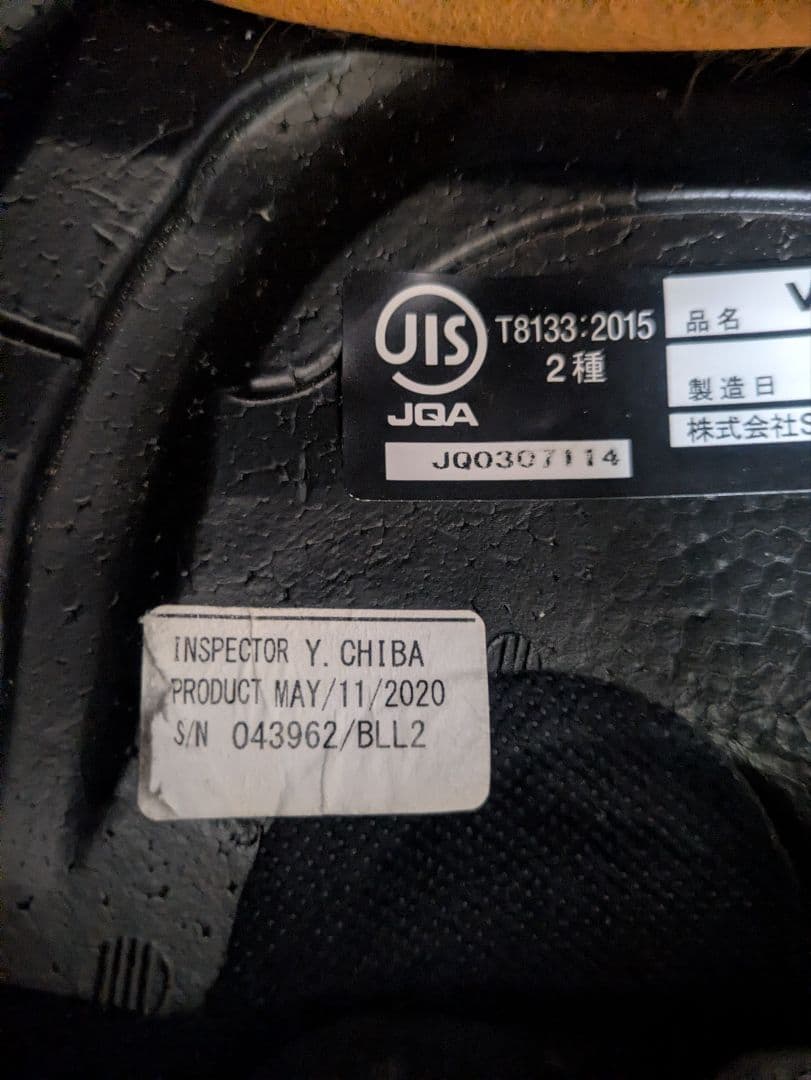 JIS
T8133:2015
2種
JQA
JQ0307114
品名 V
製造日
株式会社S
INSPECTOR Y. CHIBA
PRODUCT MAY/11/2020
S/N 043962/BLL2